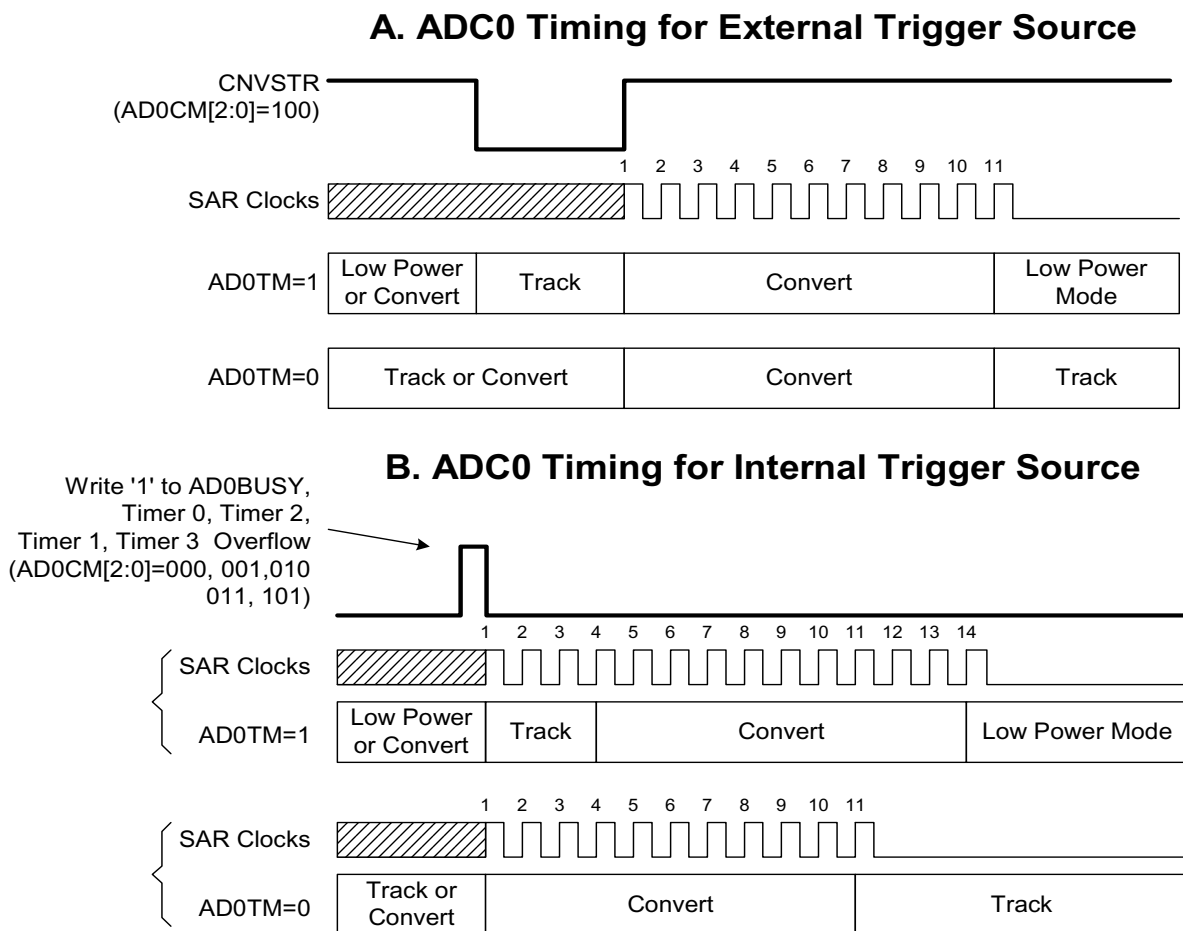 A. ADC0 Timing for External Trigger Source
CNVSTR
(AD0CM[2:0]=100)
1 2 3 4 5 6 7 8 9 10 11
SAR Clocks
AD0TM=1
Low Power
or Convert
Track
Convert
Low Power
Mode
AD0TM=0
Track or Convert
Convert
Track
B. ADC0 Timing for Internal Trigger Source
Write '1' to AD0BUSY,
Timer 0, Timer 2,
Timer 1, Timer 3 Overflow
(AD0CM[2:0]=000, 001,010
011, 101)
1 2 3 4 5 6 7 8 9 10 11 12 13 14
SAR Clocks
AD0TM=1
Low Power
or Convert
Track
Convert
Low Power Mode
1 2 3 4 5 6 7 8 9 10 11
SAR Clocks
AD0TM=0
Track or
Convert
Convert
Track